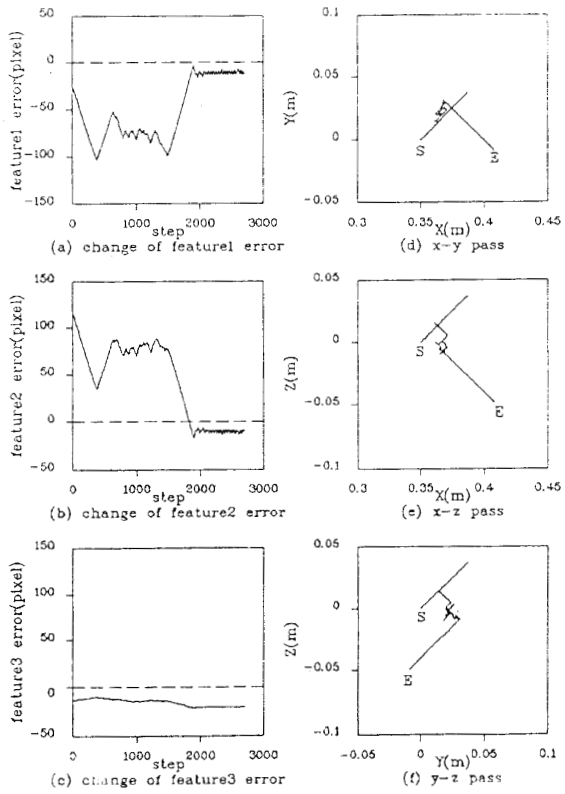 50
0
−50
−100
−150
feature1 error(pixel)
0 1000 2000 3000
step
(a) change of feature1 error
0.1
0.05
0
−0.05
Y(m)
S
E
0.3 0.35 0.4 0.45
X(m)
(d) x−y pass
150
100
50
0
−50
feature2 error(pixel)
0 1000 2000 3000
step
(b) change of feature2 error
0.05
0
−0.05
−0.1
Z(m)
S
E
0.3 0.35 0.4 0.45
X(m)
(e) x−z pass
150
100
50
0
−50
feature3 error(pixel)
0 1000 2000 3000
step
(c) change of feature3 error
0.05
0
−0.05
−0.1
Z(m)
S
E
−0.05 0 0.05 0.1
Y(m)
(f) y−z pass